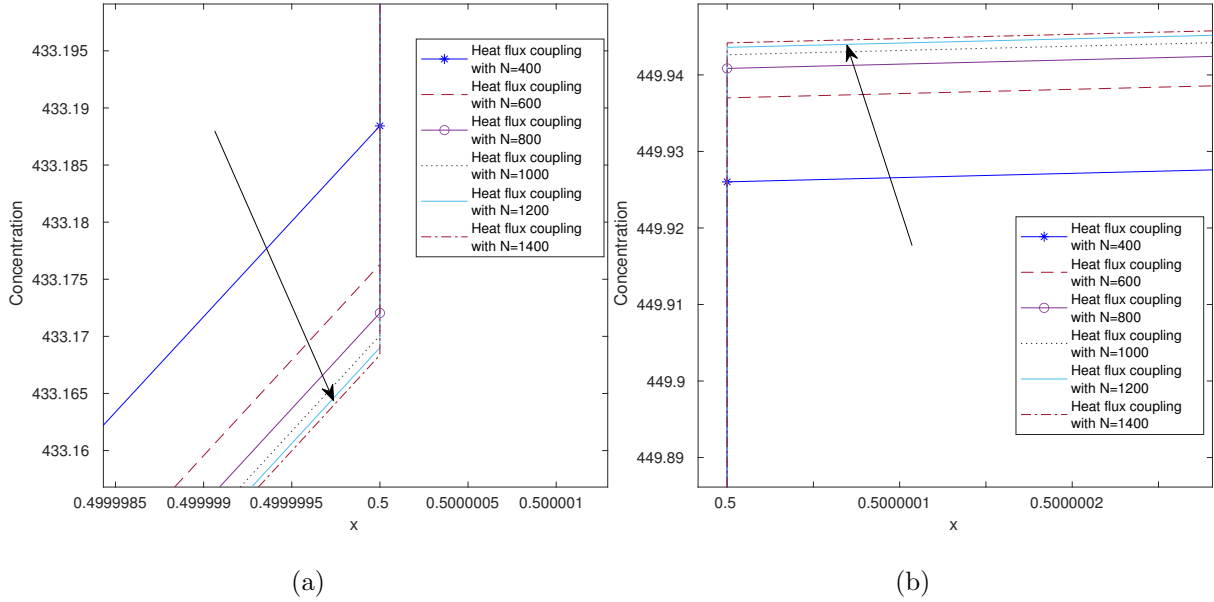 433.195
433.19
433.185
433.18
433.175
433.17
433.165
433.16
Concentration
0.4999985
0.499999
0.4999995
0.5
0.5000005
0.500001
x
Heat flux coupling
with N=400
Heat flux coupling
with N=600
Heat flux coupling
with N=800
Heat flux coupling
with N=1000
Heat flux coupling
with N=1200
Heat flux coupling
with N=1400
(a)
449.94
449.93
449.92
449.91
449.9
449.89
Concentration
0.5
0.5000001
0.5000002
x
Heat flux coupling
with N=400
Heat flux coupling
with N=600
Heat flux coupling
with N=800
Heat flux coupling
with N=1000
Heat flux coupling
with N=1200
Heat flux coupling
with N=1400
(b)